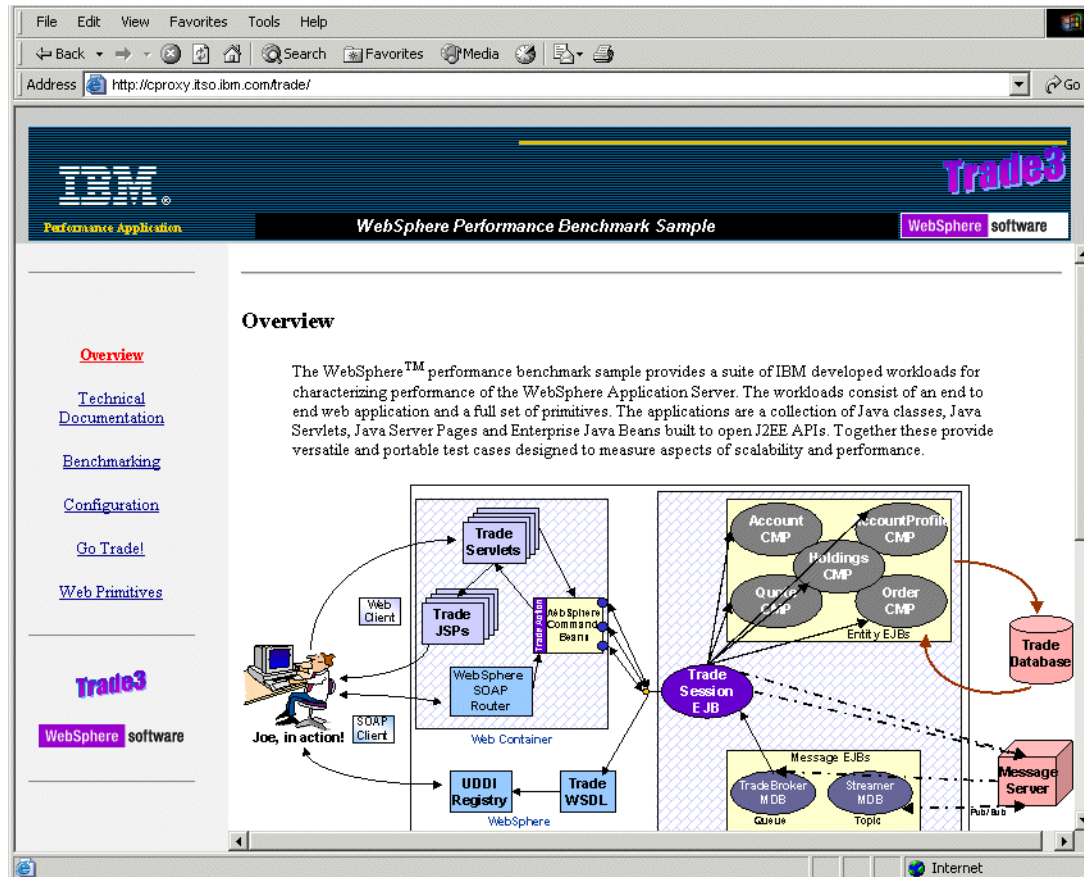 File Edit View Favorites Tools Help
Back Search Favorites Media
Address http://cproxy.itso.ibm.com/trade/ Go
IBM®
Trade3
Performance Application
WebSphere Performance Benchmark Sample
WebSphere software
Overview
Technical
Documentation
Benchmarking
Configuration
Go Trade!
Web Primitives
Trade3
WebSphere software
Overview
The WebSphere™ performance benchmark sample provides a suite of IBM developed workloads for
characterizing performance of the WebSphere Application Server. The workloads consist of an end to
end web application and a full set of primitives. The applications are a collection of Java classes, Java
Servlets, Java Server Pages and Enterprise Java Beans built to open J2EE APIs. Together these provide
versatile and portable test cases designed to measure aspects of scalability and performance.
Trade
Servlets
Web
Client
Trade
JSPs
Trade Action
WebSphere
Command
Beans
WebSphere
SOAP
Router
SOAP
Client
Joe, in action!
Web Container
UDDI
Registry
Trade
WSDL
WebSphere
Account
CMP
AccountProfile
CMP
Holdings
CMP
Quote
CMP
Order
CMP
Entity EJBs
Trade
Database
Trade
Session
EJB
Message EJBs
TradeBroker
MDB
Streamer
MDB
Queue
Topic
Message
Server
Pub/Sub
Internet